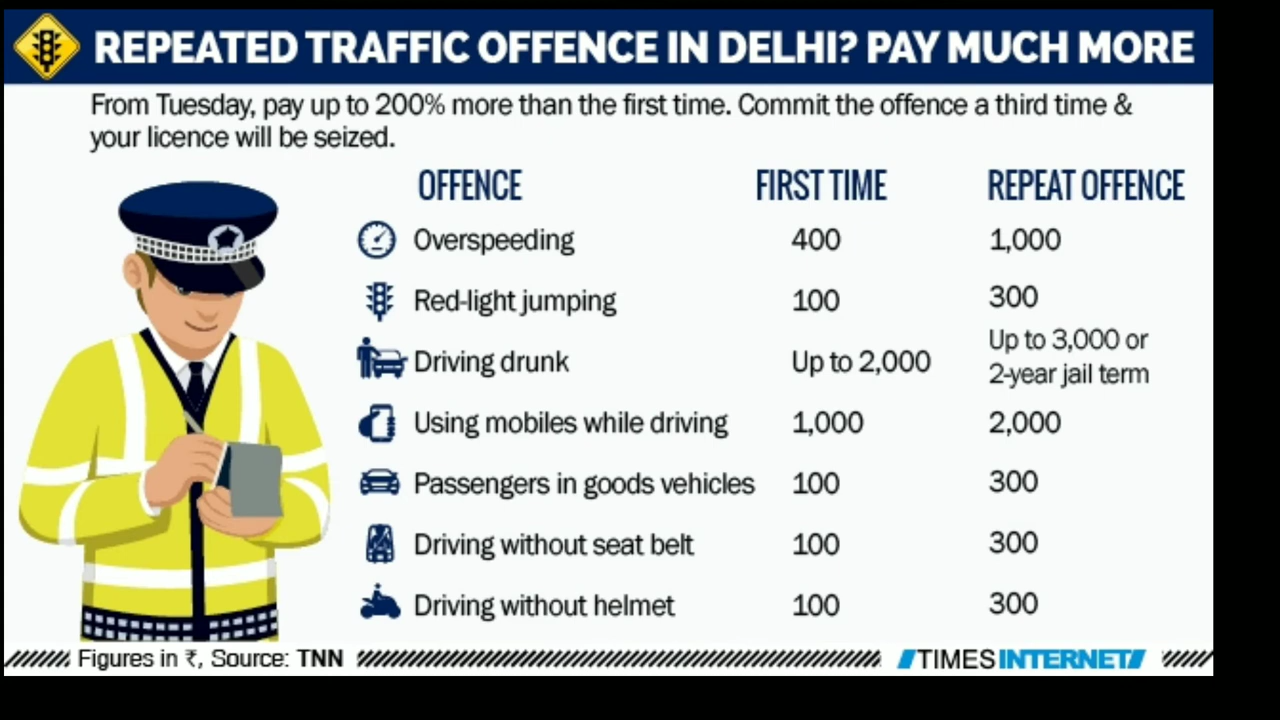 REPEATED TRAFFIC OFFENCE IN DELHI? PAY MUCH MORE
From Tuesday, pay up to 200% more than the first time. Commit the offence a third time &
your licence will be seized.
OFFENCE FIRST TIME REPEAT OFFENCE
Overspeeding 400 1,000
Red-light jumping 100 300
Driving drunk Up to 2,000 Up to 3,000 or
2-year jail term
Using mobiles while driving 1,000 2,000
Passengers in goods vehicles 100 300
Driving without seat belt 100 300
Driving without helmet 100 300
Figures in ₹, Source: TNN TIMES INTERNET